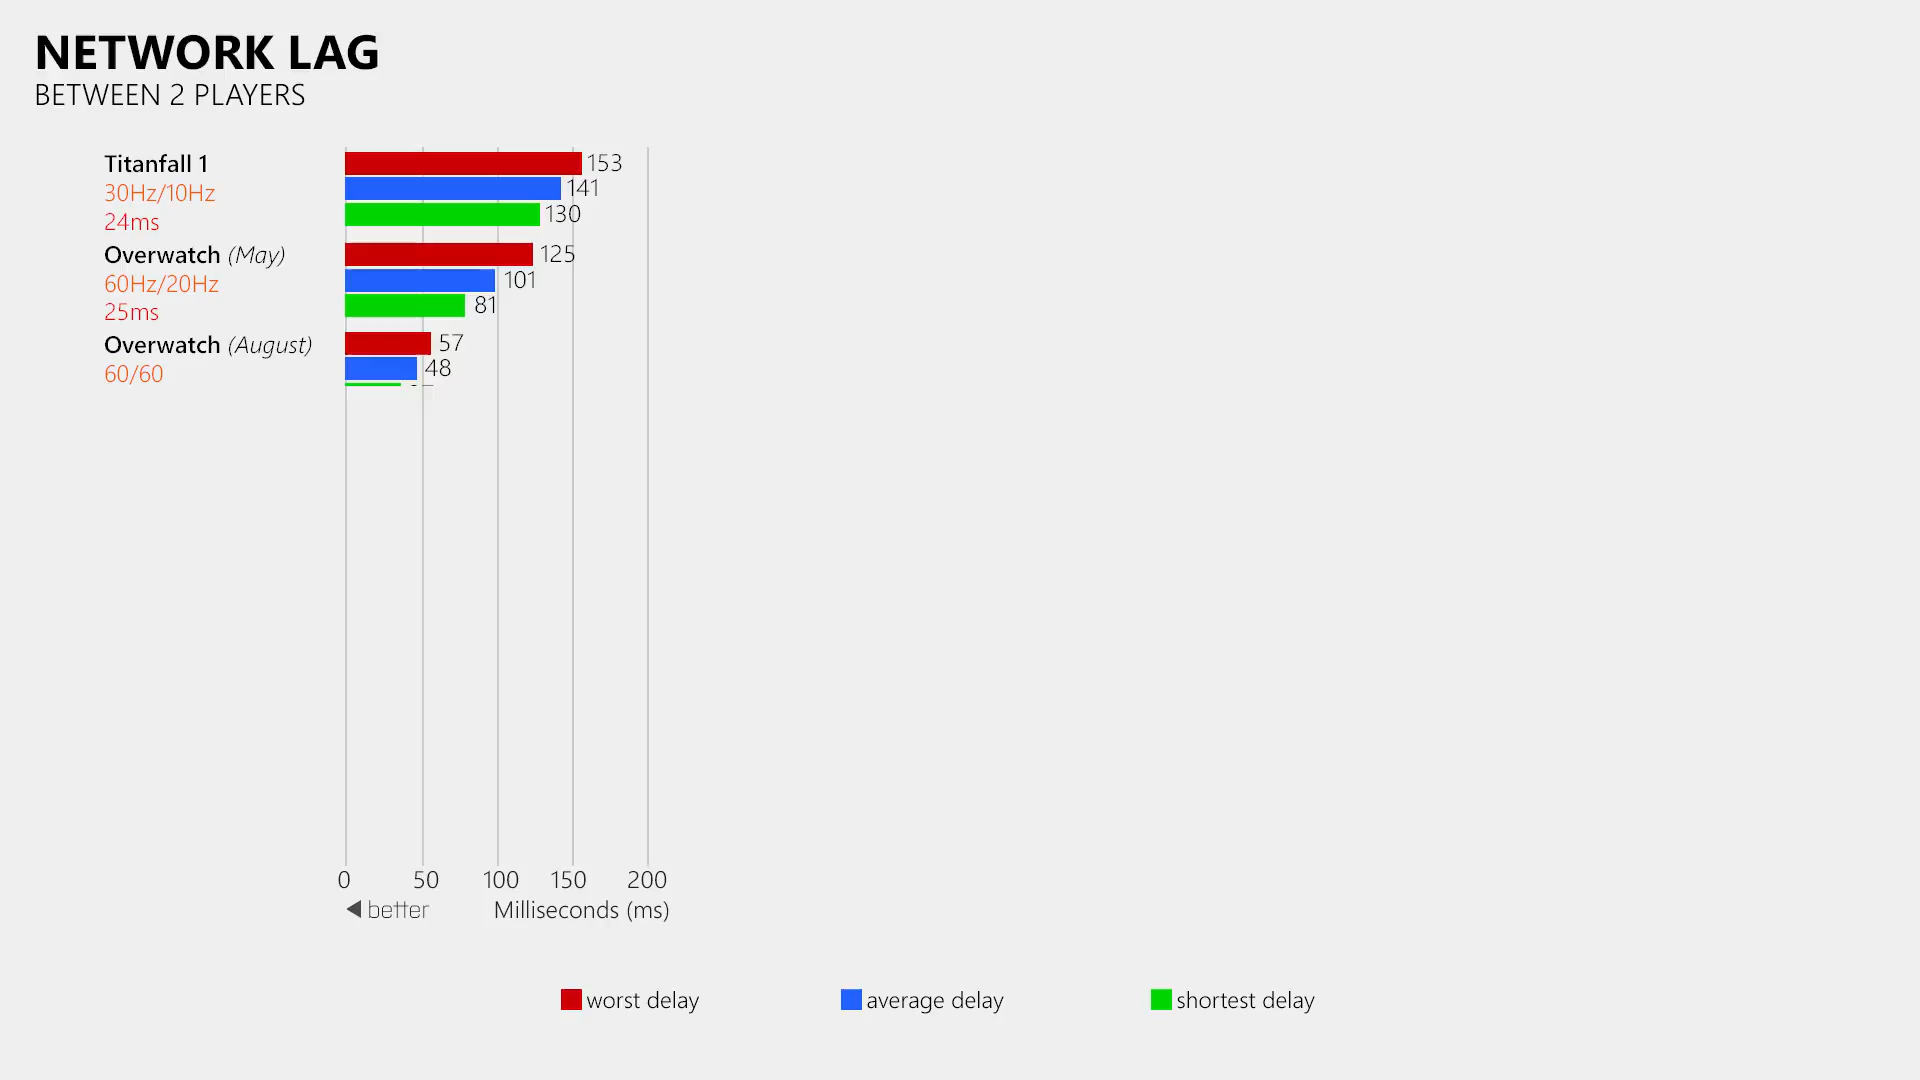 NETWORK LAG
BETWEEN 2 PLAYERS
Titanfall 1
30Hz/10Hz
24ms
153
141
130
Overwatch (May)
60Hz/20Hz
25ms
125
101
81
Overwatch (August)
60/60
57
48
0 50 100 150 200
better Milliseconds (ms)
worst delay average delay shortest delay